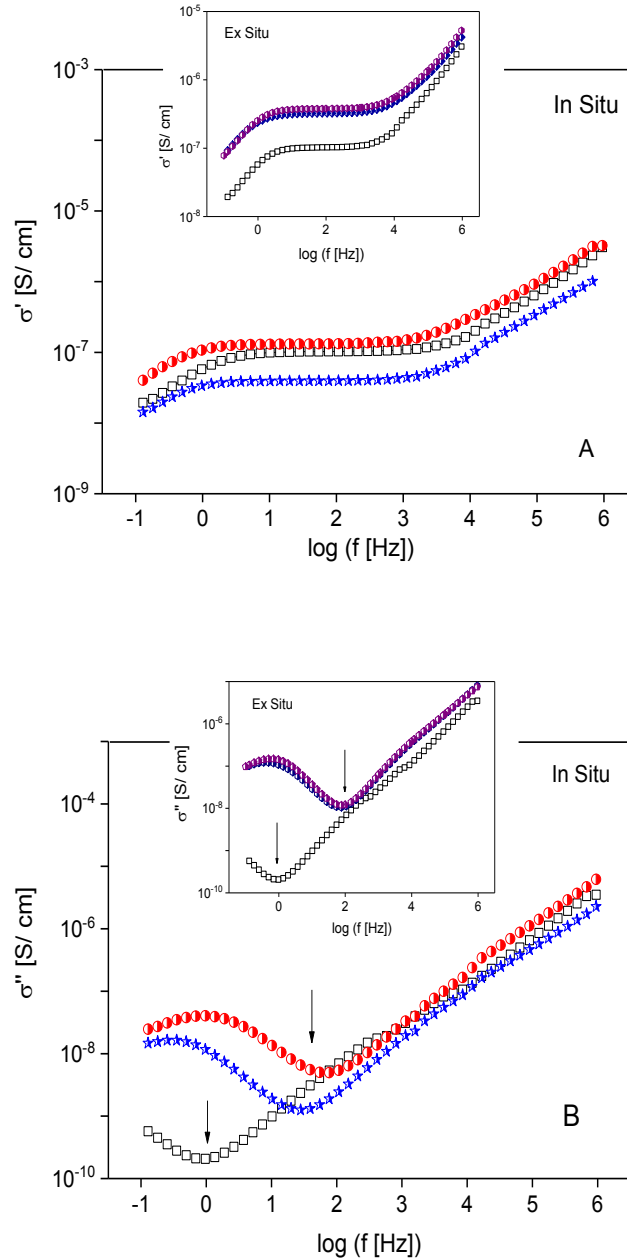 10⁻⁵
Ex Situ
10⁻⁶
σ' [S/ cm]
10⁻⁷
10⁻⁸
0 2 4 6
log (f [Hz])
In Situ
10⁻³
10⁻⁵
σ' [S/ cm]
10⁻⁷
A
10⁻⁹
-1 0 1 2 3 4 5 6
log (f [Hz])
Ex Situ
10⁻⁶
σ'' [S/ cm]
10⁻⁸
10⁻¹⁰
0 2 4 6
log (f [Hz])
In Situ
10⁻⁴
10⁻⁶
σ'' [S/ cm]
10⁻⁸
B
10⁻¹⁰
-1 0 1 2 3 4 5 6
log (f [Hz])